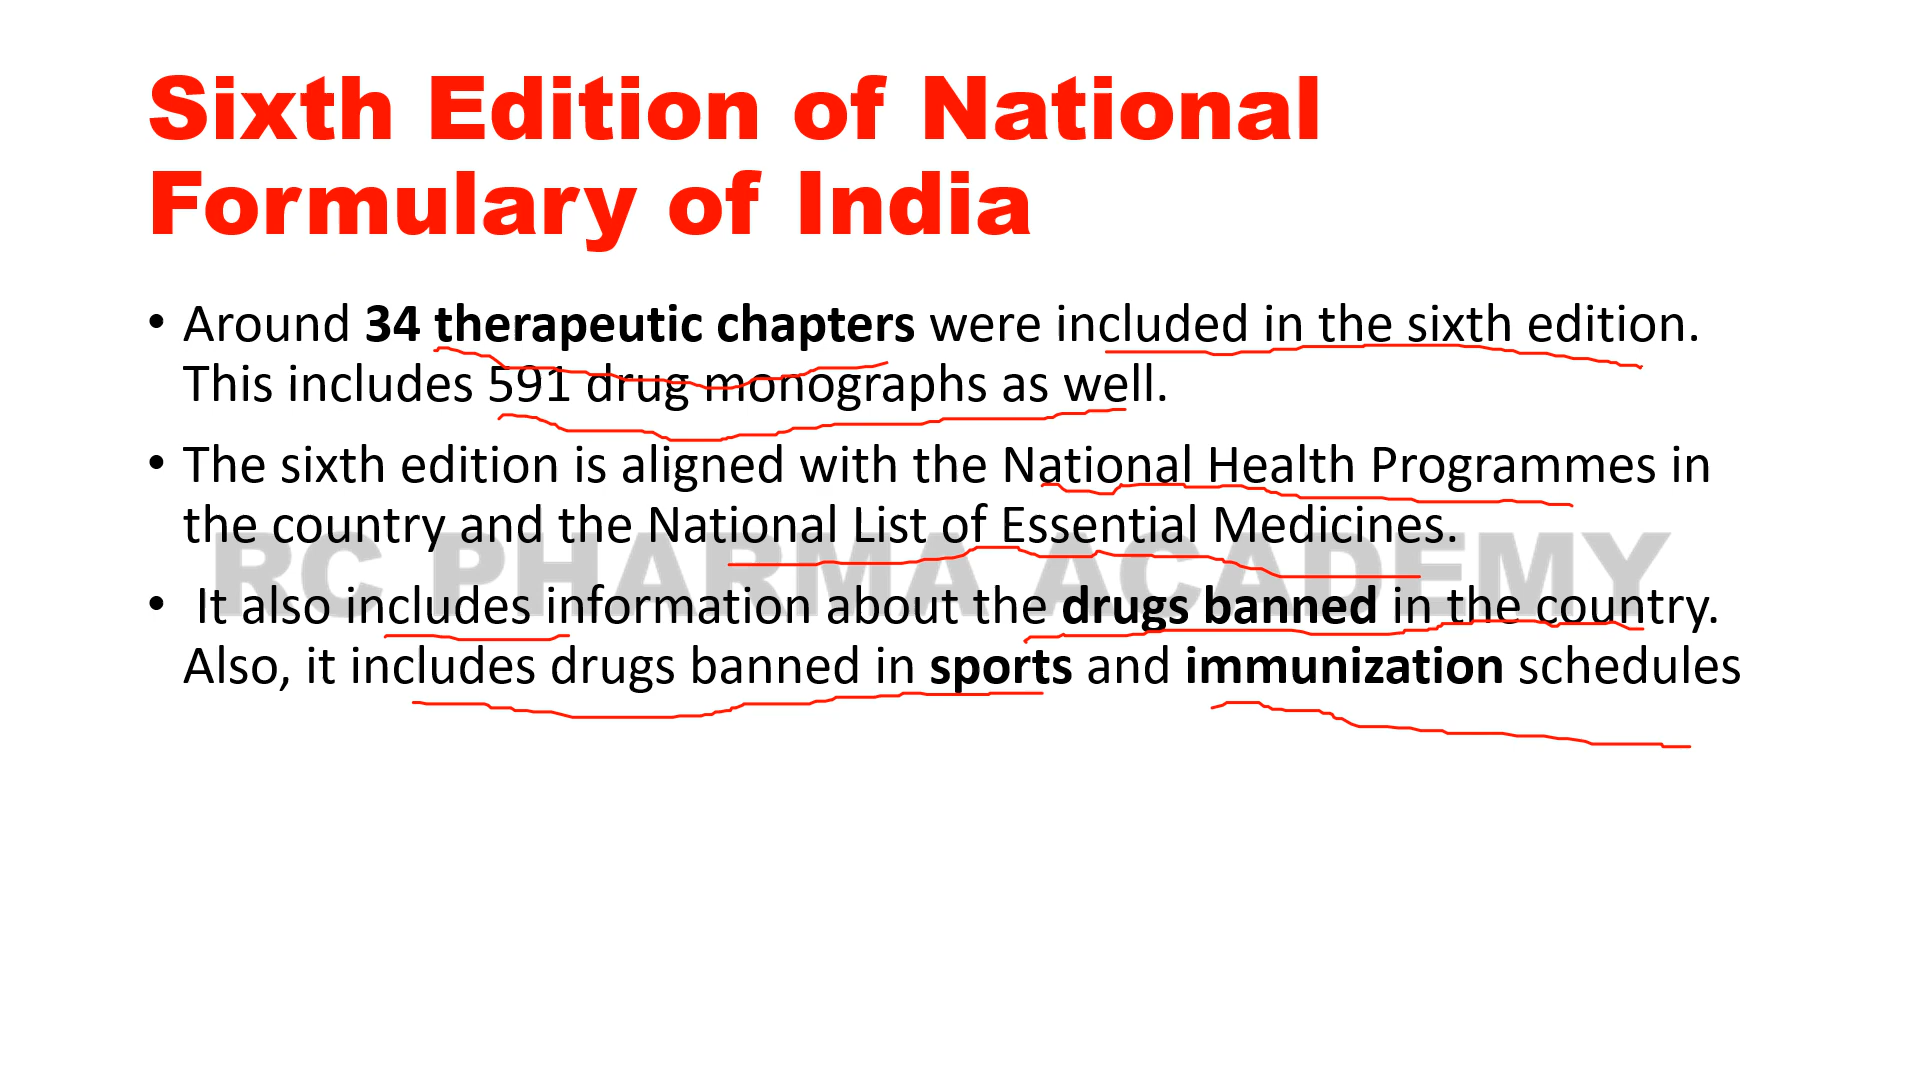 Sixth Edition of National
Formulary of India
• Around 34 therapeutic chapters were included in the sixth edition.
This includes 591 drug monographs as well.
• The sixth edition is aligned with the National Health Programmes in
the country and the National List of Essential Medicines.
RC PHARMA ACADEMY
• It also includes information about the drugs banned in the country.
Also, it includes drugs banned in sports and immunization schedules